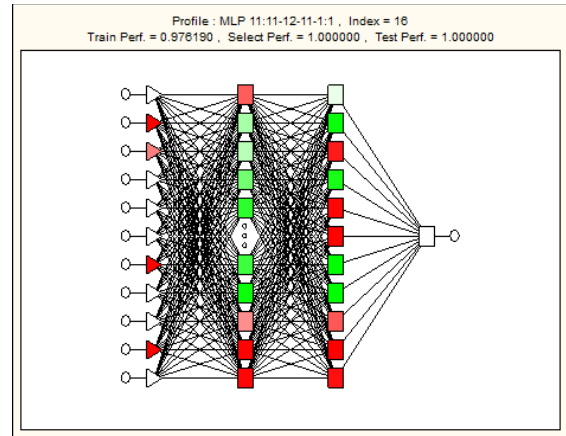 Profile : MLP 11:11-12-11-1:1 , Index = 16
Train Perf. = 0.976190 , Select Perf. = 1.000000 , Test Perf. = 1.000000